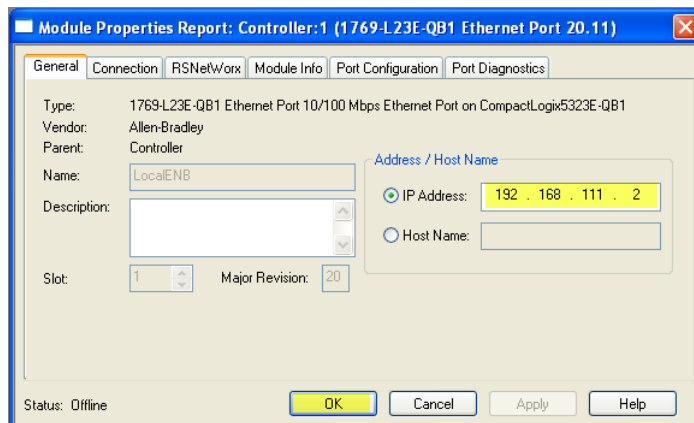 Module Properties Report: Controller:1 (1769-L23E-QB1 Ethernet Port 20.11)
General Connection RSNetWorx Module Info Port Configuration Port Diagnostics
Type: 1769-L23E-QB1 Ethernet Port 10/100 Mbps Ethernet Port on CompactLogix5323E-QB1
Vendor: Allen-Bradley
Parent: Controller
Name: LocalENB
Description:
Slot: 1 Major Revision: 20
Address / Host Name
IP Address: 192 . 168 . 111 . 2
Host Name:
Status: Offline OK Cancel Apply Help